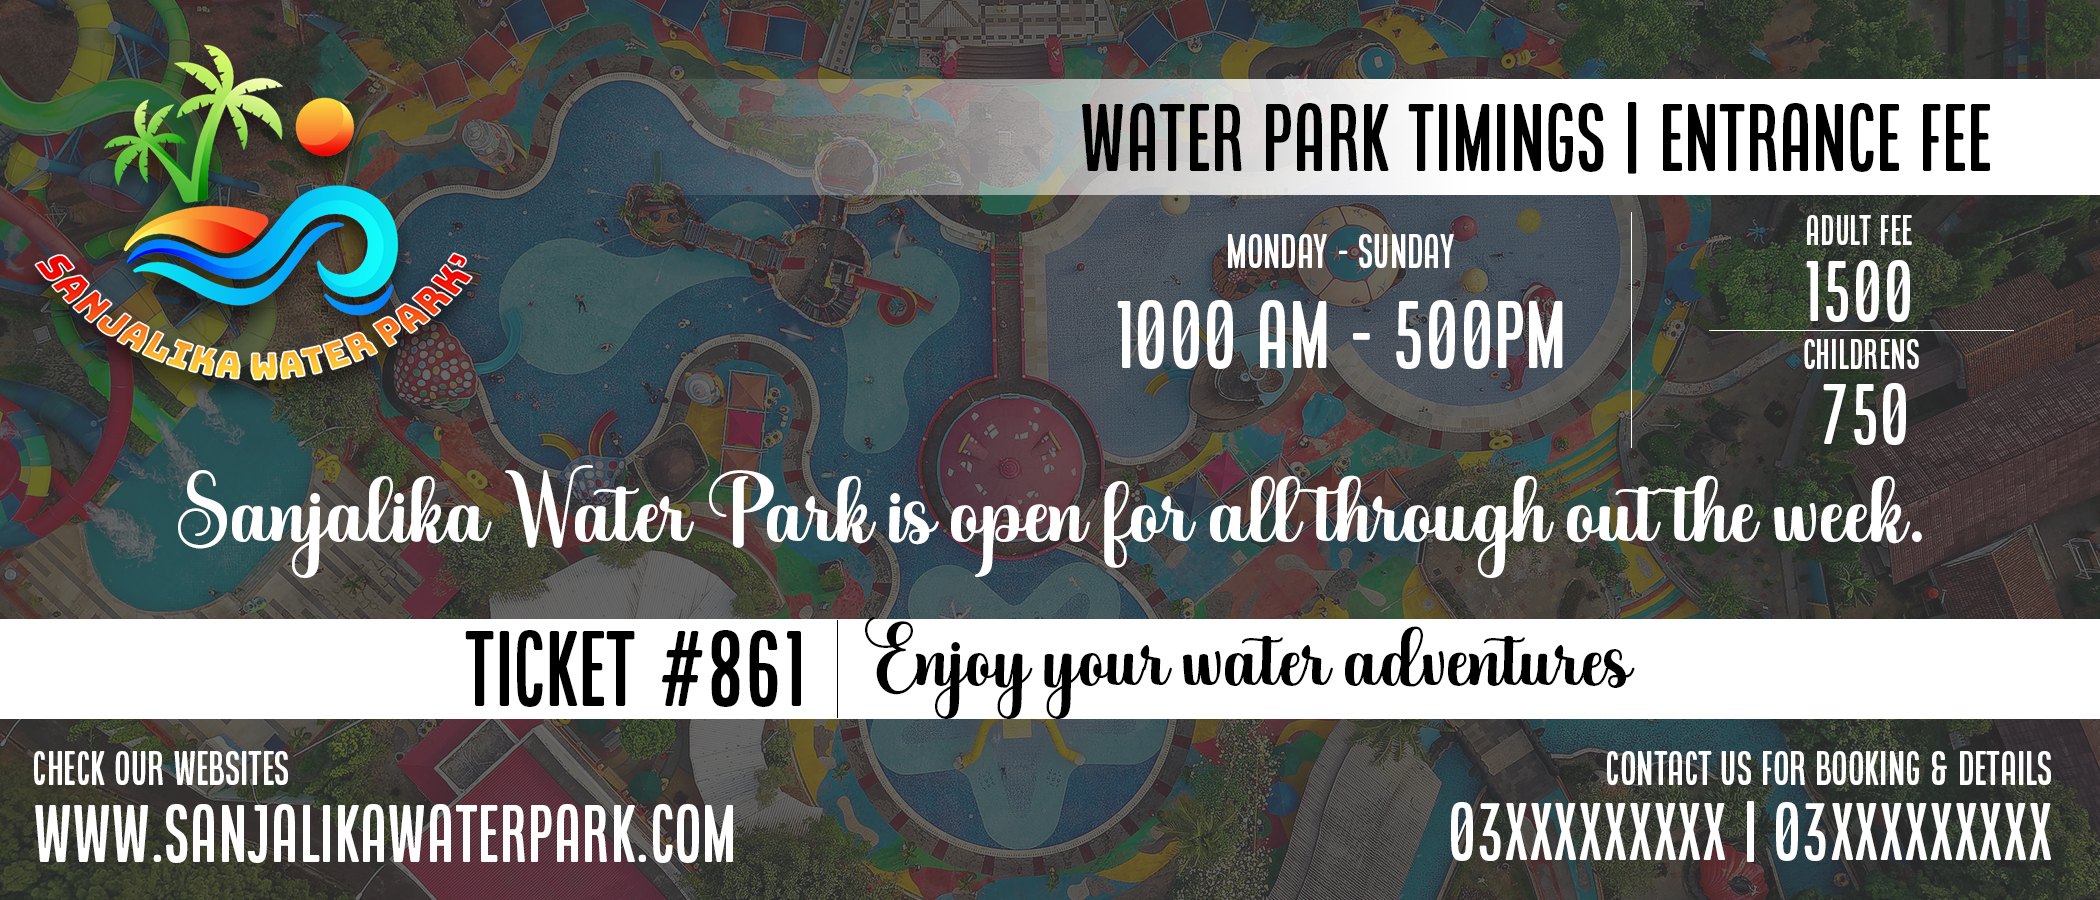 SANJALIKA WATER PARK'
WATER PARK TIMINGS | ENTRANCE FEE
MONDAY - SUNDAY
1000 AM - 500PM
ADULT FEE
1500
CHILDRENS
750
Sanjalika Water Park is open for all through out the week.
TICKET #861
Enjoy your water adventures
CHECK OUR WEBSITES
WWW.SANJALIKAWATERPARK.COM
CONTACT US FOR BOOKING & DETAILS
03XXXXXXXXX | 03XXXXXXXXX